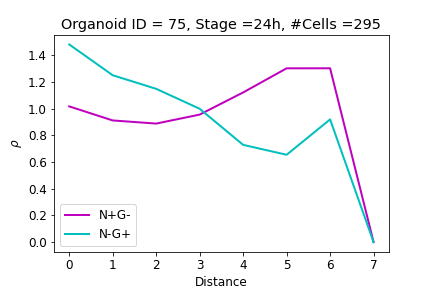 Organoid ID = 75, Stage =24h, #Cells =295
ρ
1.4
1.2
1.0
0.8
0.6
0.4
0.2
0.0
N+G-
N-G+
0 1 2 3 4 5 6 7
Distance